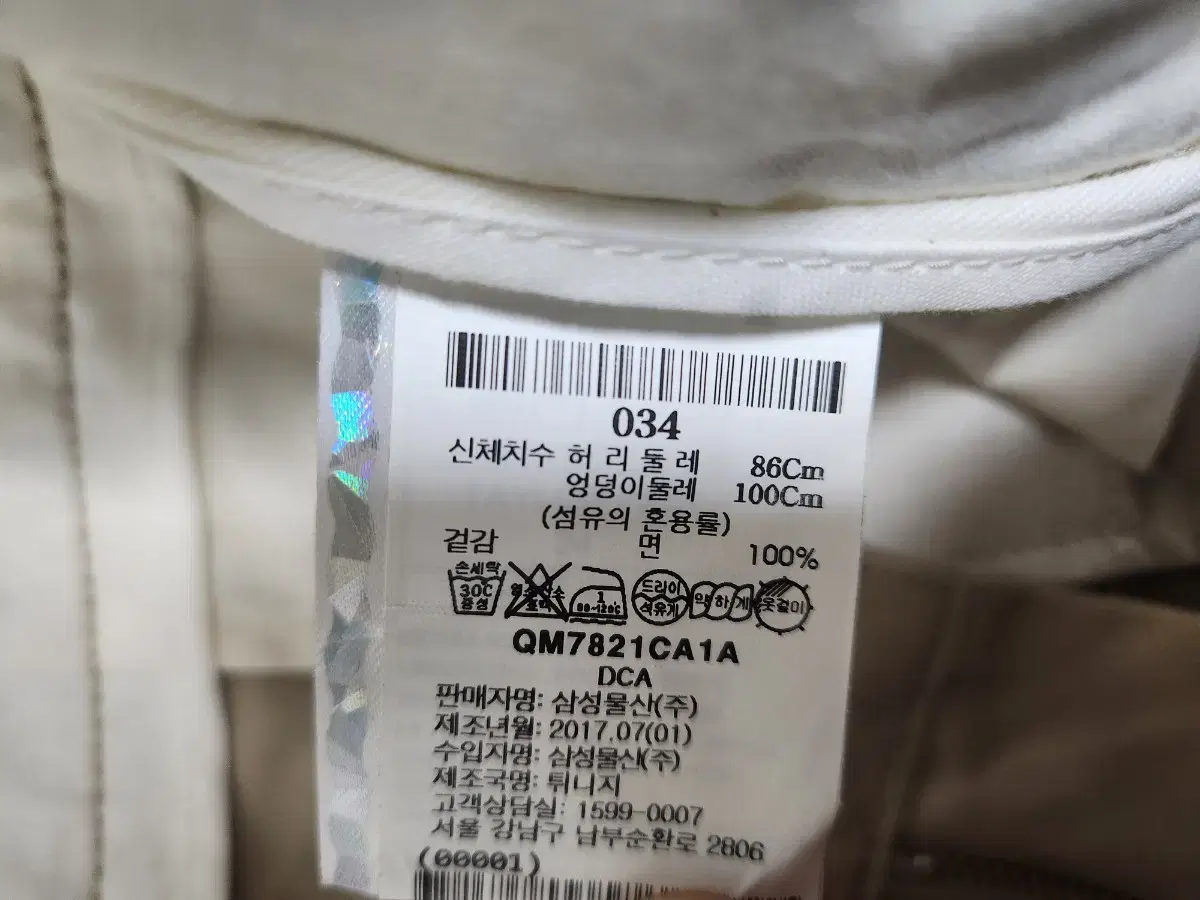 034
신체치수 허 리 둘 레 86Cm
엉덩이둘레 100Cm
(섬유의 혼용률)
겉감 면 100%
손세탁 30C 중성
1 80~120℃
드라이 석유계
약하게
옷걸이
QM7821CA1A
DCA
판매자명: 삼성물산(주)
제조년월: 2017.07(01)
수입자명: 삼성물산(주)
제조국명: 튀니지
고객상담실: 1599-0007
서울 강남구 남부순환로 2806
(00001)